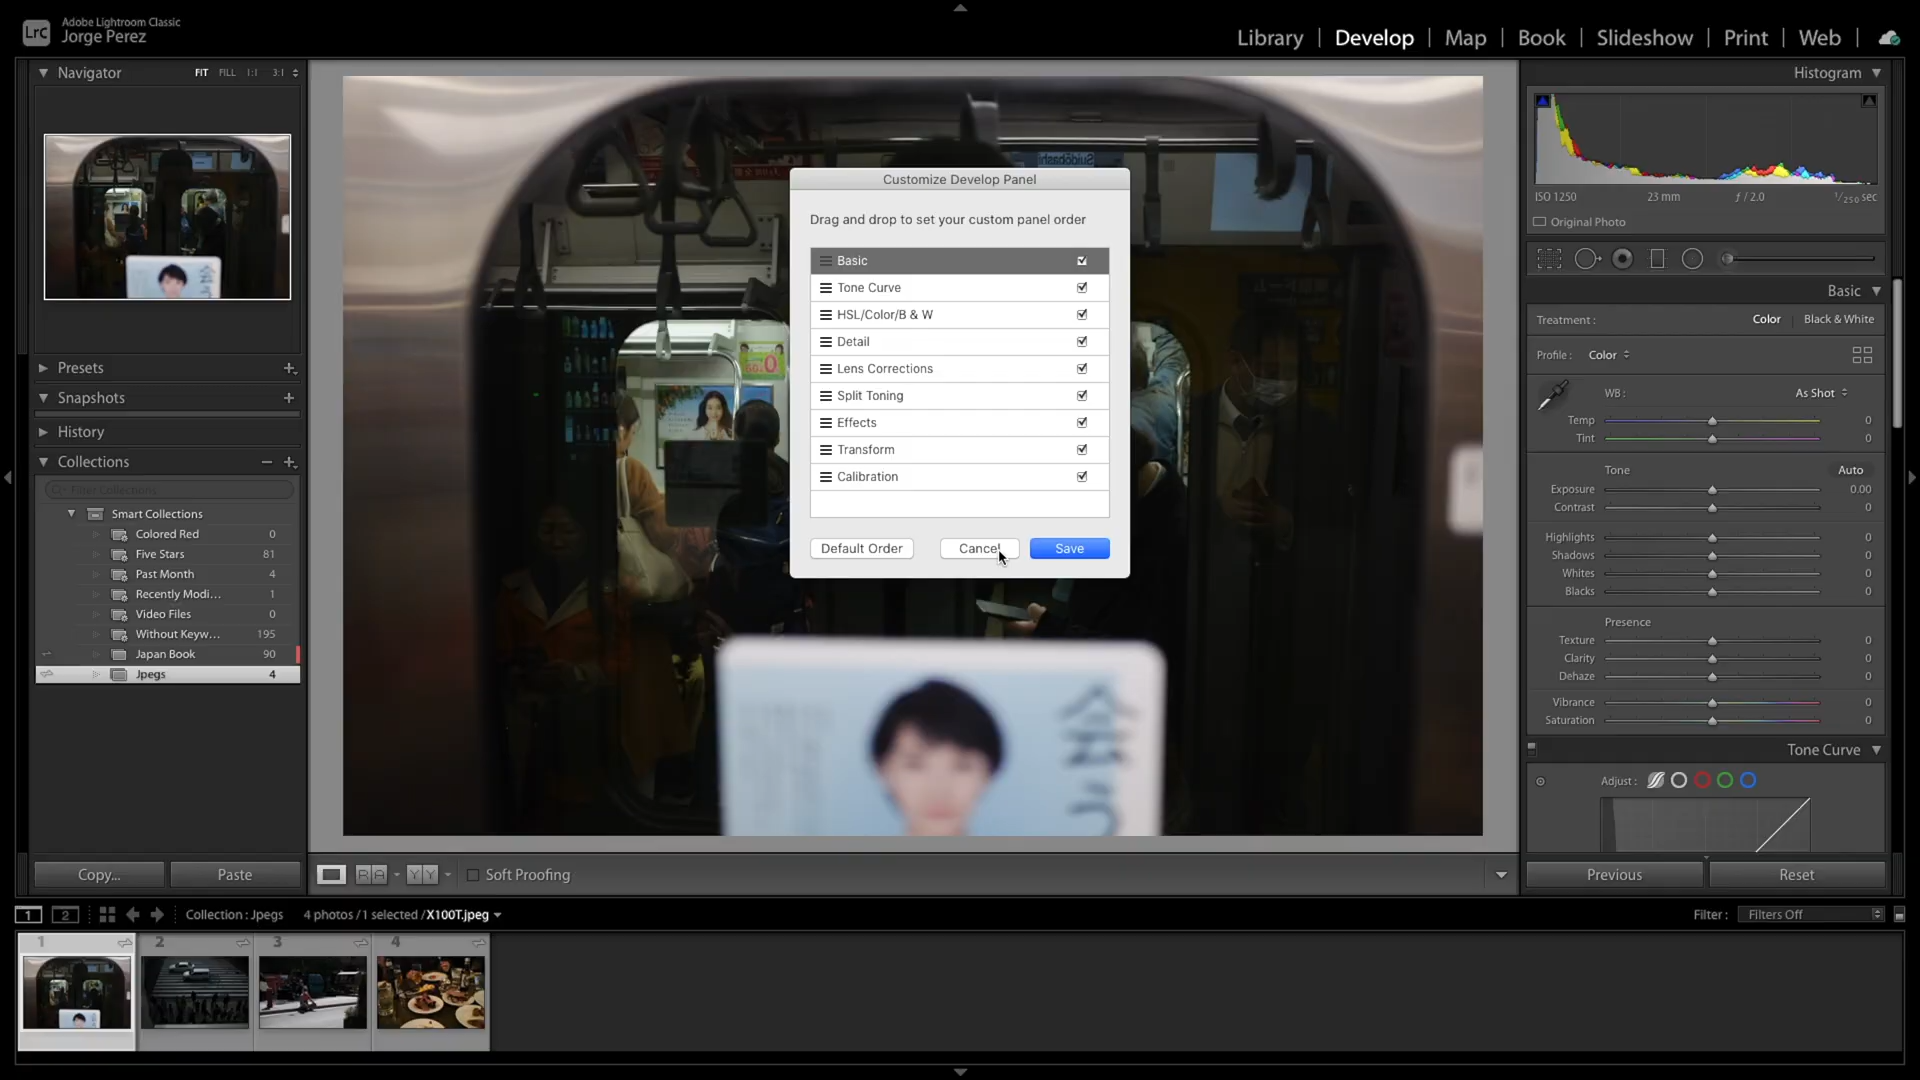 Adobe Lightroom Classic
LrC
Jorge Perez
Library | Develop | Map | Book | Slideshow | Print | Web |
Navigator
FIT FILL 1:1 3:1
Presets
Snapshots
History
Collections
Filter Collections
Smart Collections
Colored Red 0
Five Stars 81
Past Month 4
Recently Modi... 1
Video Files 0
Without Keyw... 195
Japan Book 90
Jpegs 4
Copy...
Paste
Suidobashi
Customize Develop Panel
Drag and drop to set your custom panel order
Basic
Tone Curve
HSL/Color/B & W
Detail
Lens Corrections
Split Toning
Effects
Transform
Calibration
Default Order
Cancel
Save
会
う
R A
Y Y
Soft Proofing
Histogram
ISO 1250 23 mm ƒ / 2.0 1/250 sec
Original Photo
Basic
Treatment : Color | Black & White
Profile : Color
WB : As Shot
Temp 0
Tint 0
Tone Auto
Exposure 0.00
Contrast 0
Highlights 0
Shadows 0
Whites 0
Blacks 0
Presence
Texture 0
Clarity 0
Dehaze 0
Vibrance 0
Saturation 0
Tone Curve
Adjust :
Previous
Reset
1 2 Collection : Jpegs 4 photos / 1 selected / X100T.jpeg
Filter : Filters Off
1 2 3 4